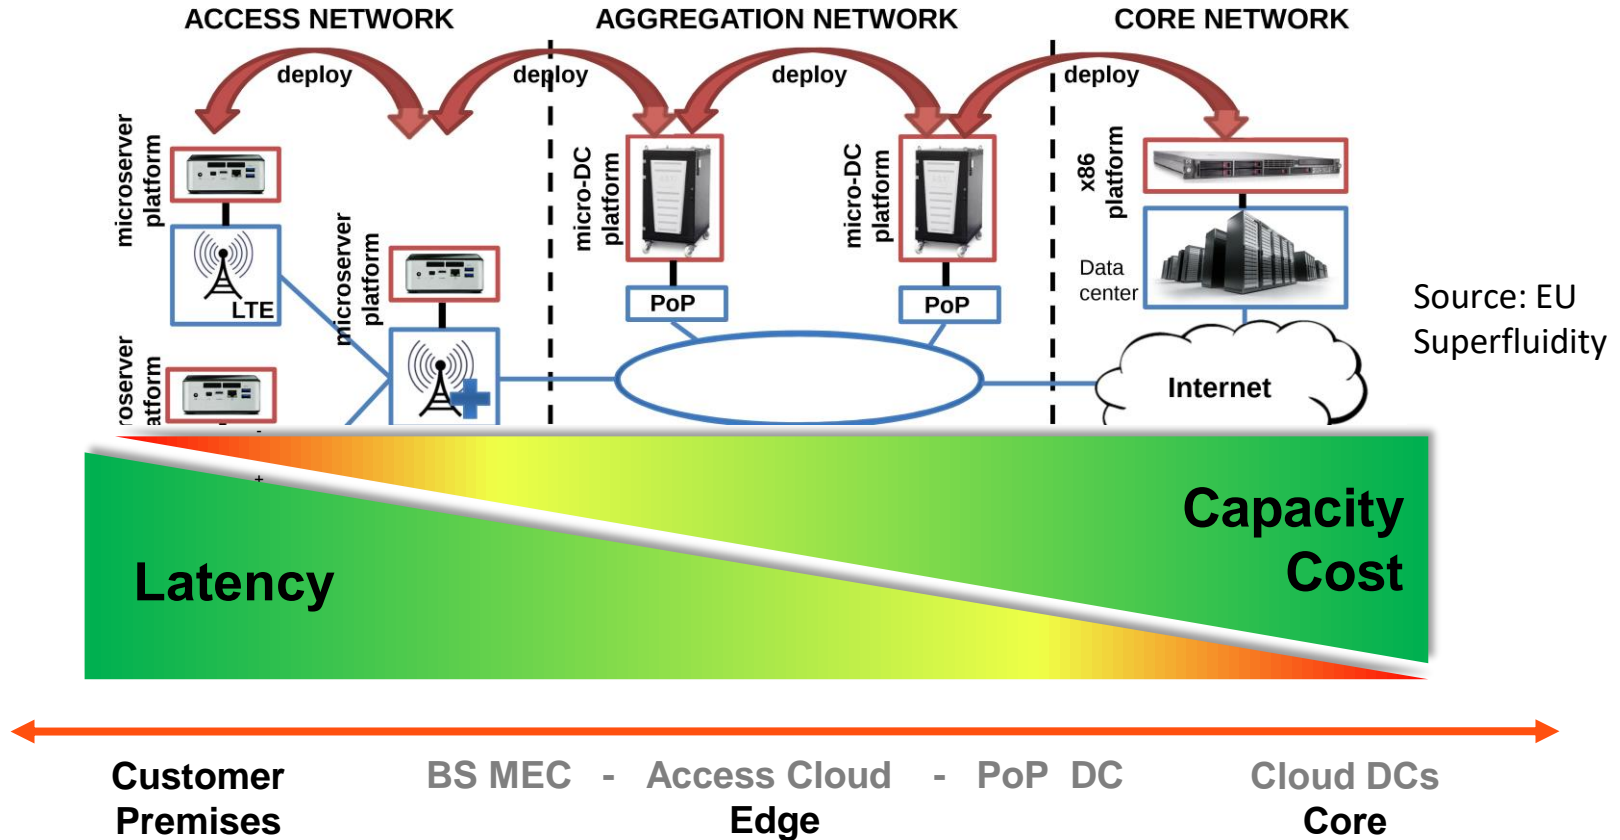 ACCESS NETWORK
AGGREGATION NETWORK
CORE NETWORK
deploy
deploy
deploy
deploy
microserver
platform
microserver
platform
micro-DC
platform
micro-DC
platform
x86
platform
LTE
PoP
PoP
Data
center
Source: EU
Superfluidity
Internet
Capacity
Cost
Latency
Customer
Premises
BS MEC - Access Cloud - PoP DC
Edge
Cloud DCs
Core